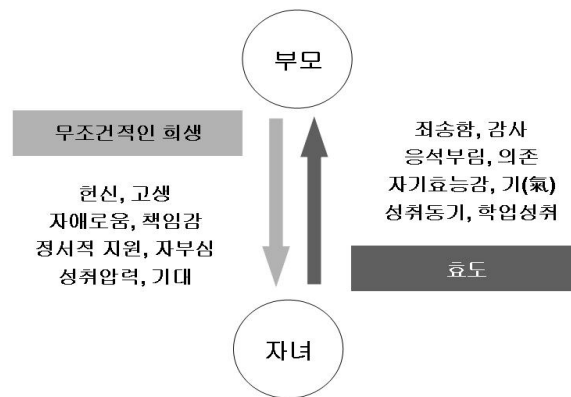 부모
무조건적인 희생
헌신, 고생
자애로움, 책임감
정서적 지원, 자부심
성취압력, 기대
죄송함, 감사
응석부림, 의존
자기효능감, 기(氣)
성취동기, 학업성취
효도
자녀